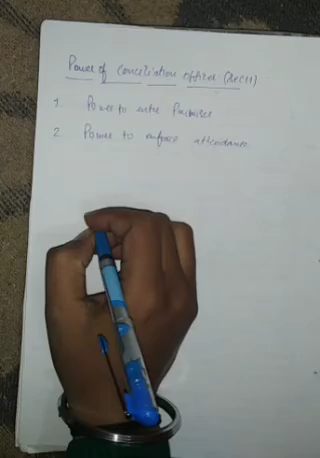 Power of Conciliation officer (Sec 11)
1. Power to enter Premises
2. Power to enforce attendance